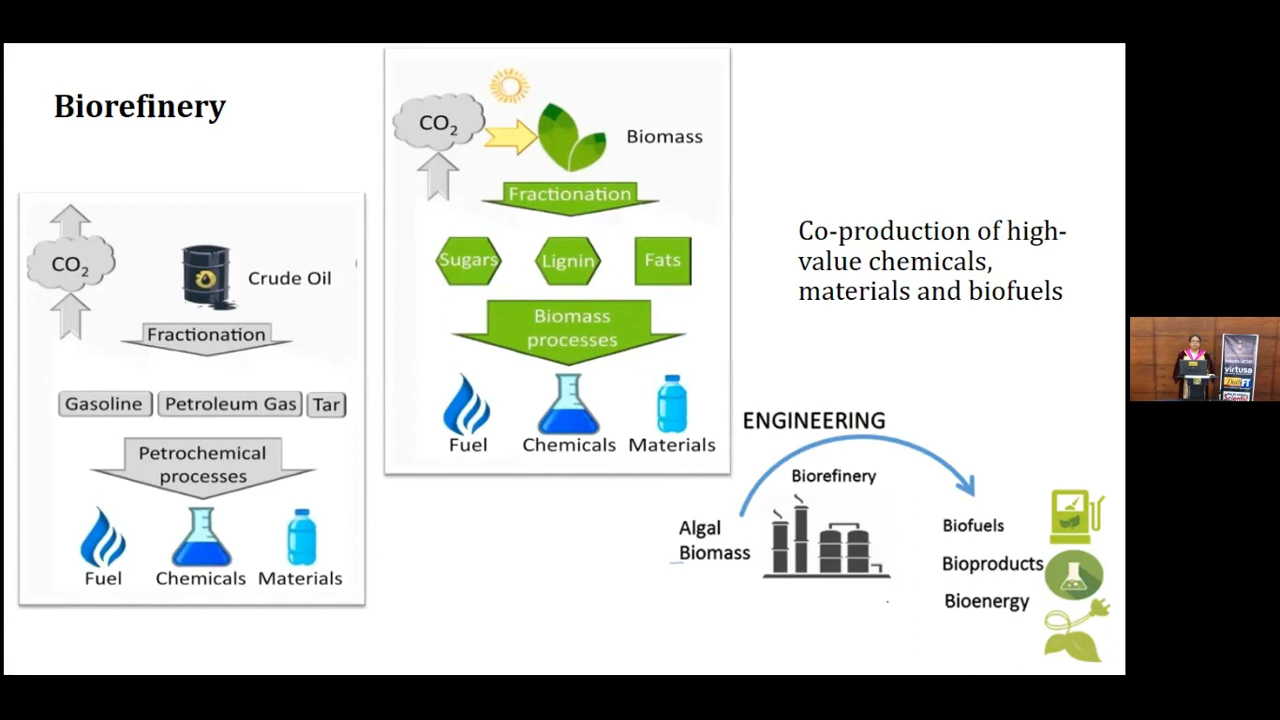 Biorefinery
CO2
Crude Oil
Fractionation
Gasoline
Petroleum Gas
Tar
Petrochemical
processes
Fuel
Chemicals
Materials
CO2
Biomass
Fractionation
Sugars
Lignin
Fats
Biomass
processes
Fuel
Chemicals
Materials
Co-production of high-
value chemicals,
materials and biofuels
ENGINEERING
Biorefinery
Algal
Biomass
Biofuels
Bioproducts
Bioenergy
virtusa